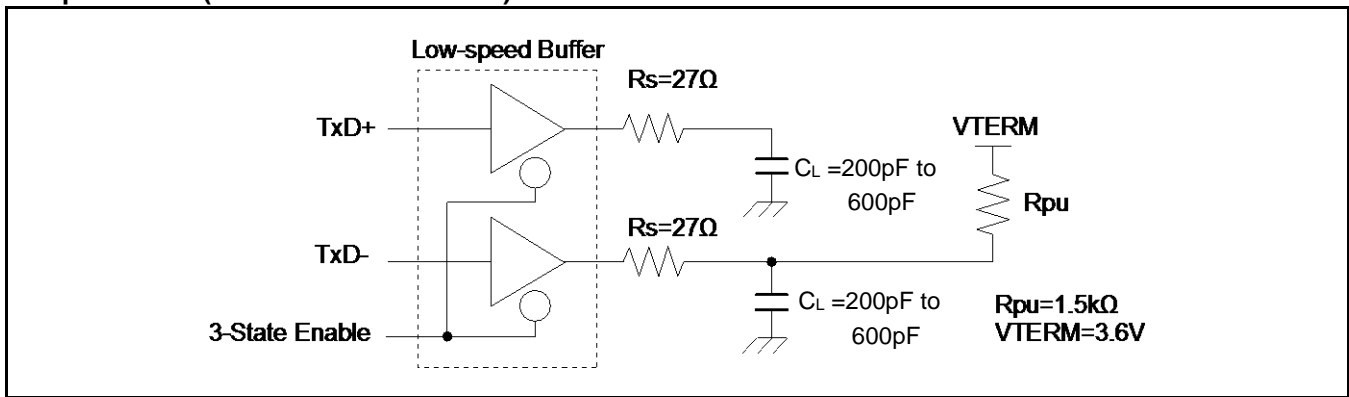 Low-speed Buffer
Rs=27Ω
TxD+
VTERM
CL =200pF to
600pF
Rpu
Rs=27Ω
TxD-
CL =200pF to
600pF
Rpu=1.5kΩ
VTERM=3.6V
3-State Enable